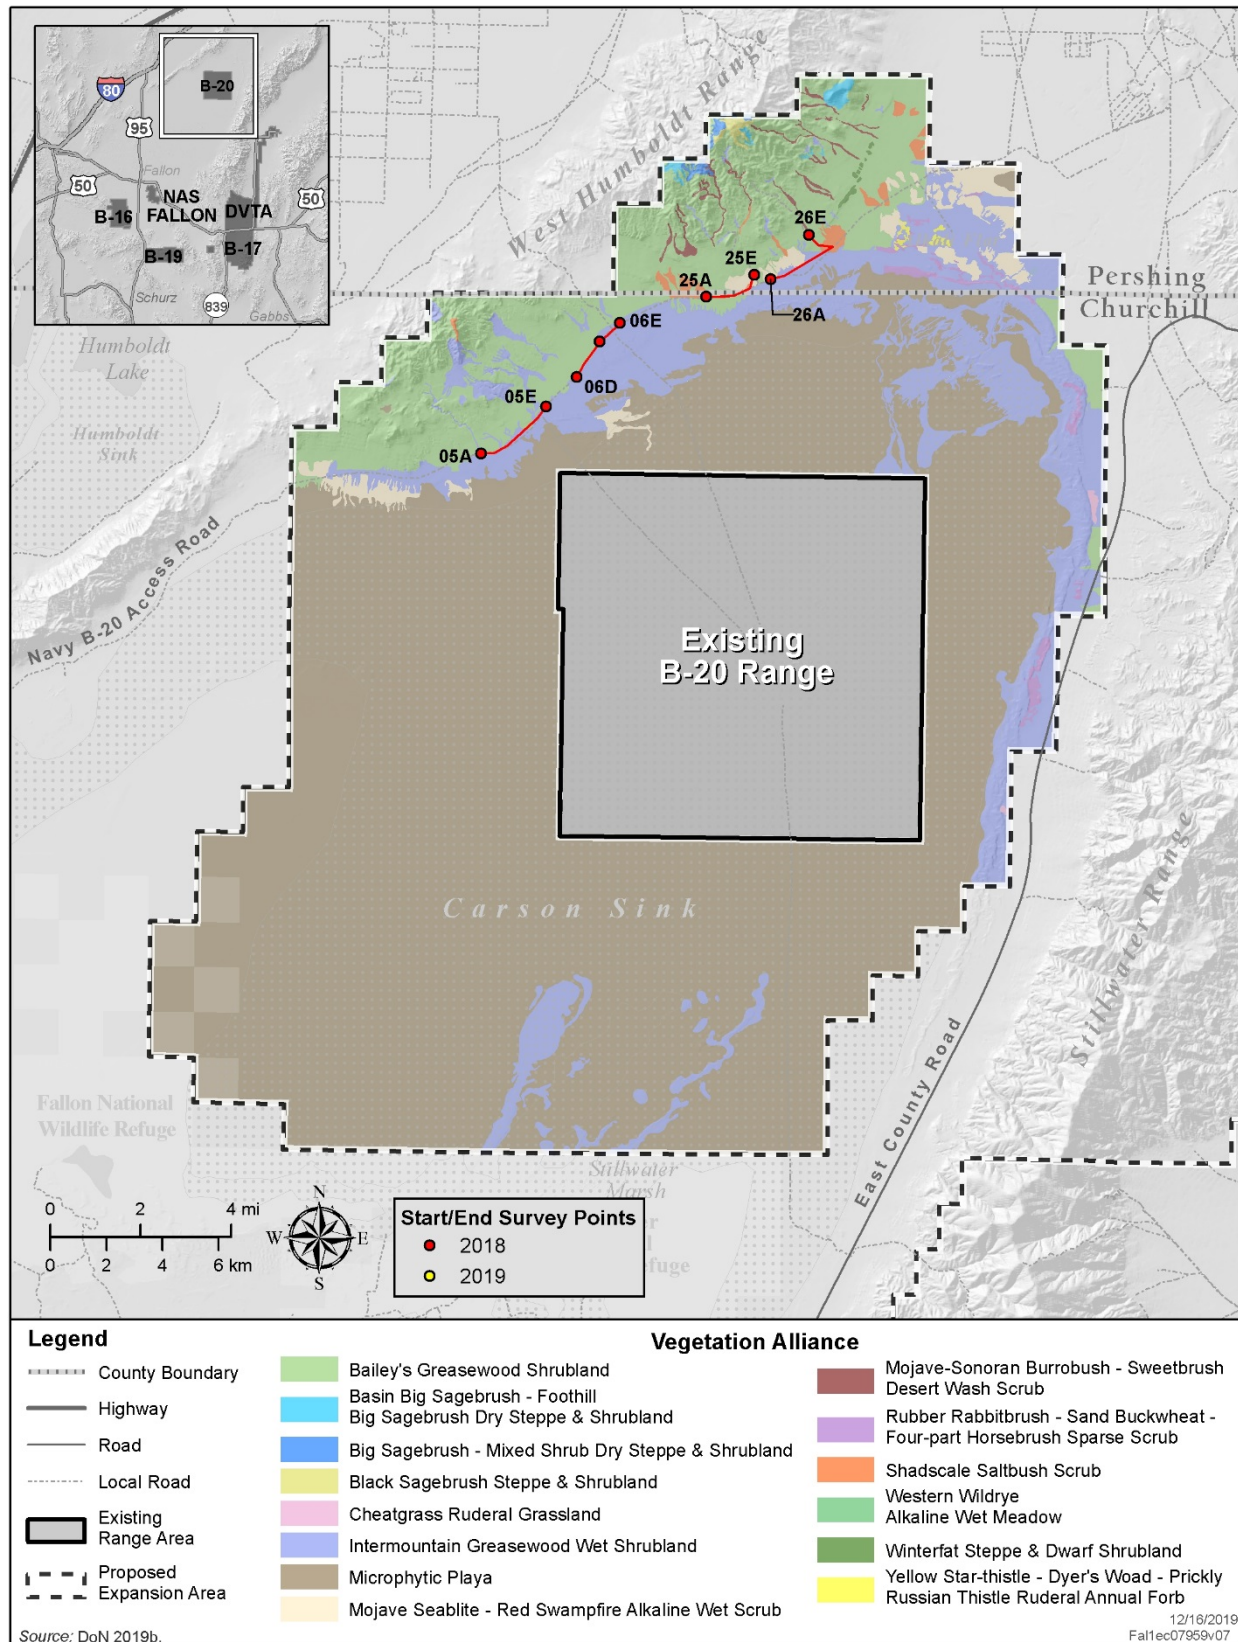 West Humboldt Range
B-20
80
95
Fallon
50
NAS
FALLON
DVTA
50
B-16
B-19
B-17
Schurz
839
Gabbs
26E
25E
25A
26A
Pershing
Churchill
Humboldt
Lake
06E
06D
05E
05A
Humboldt
Sink
Navy B-20 Access Road
Existing
B-20 Range
Carson Sink
Stillwater Range
East County Road
Fallon National
Wildlife Refuge
Stillwater
Marsh
0 2 4 mi
0 2 4 6 km
N
W E
S
Start/End Survey Points
2018
2019
Legend
County Boundary
Highway
Road
Local Road
Existing
Range Area
Proposed
Expansion Area
Vegetation Alliance
Bailey's Greasewood Shrubland
Basin Big Sagebrush - Foothill
Big Sagebrush Dry Steppe & Shrubland
Big Sagebrush - Mixed Shrub Dry Steppe & Shrubland
Black Sagebrush Steppe & Shrubland
Cheatgrass Ruderal Grassland
Intermountain Greasewood Wet Shrubland
Microphytic Playa
Mojave Seablite - Red Swampfire Alkaline Wet Scrub
Mojave-Sonoran Burrobush - Sweetbrush
Desert Wash Scrub
Rubber Rabbitbrush - Sand Buckwheat -
Four-part Horsebrush Sparse Scrub
Shadscale Saltbush Scrub
Western Wildrye
Alkaline Wet Meadow
Winterfat Steppe & Dwarf Shrubland
Yellow Star-thistle - Dyer's Woad - Prickly
Russian Thistle Ruderal Annual Forb
Source: DoN 2019b.
12/16/2019
Fal1ec07959v07